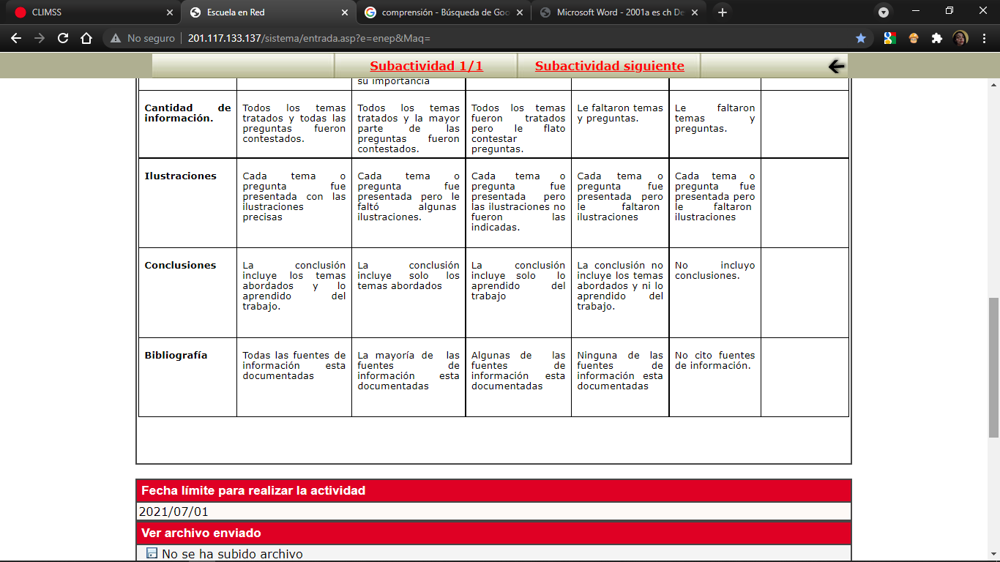 CLIMSS
Escuela en Red
comprensión - Búsqueda de Goo
Microsoft Word - 2001a es ch De
No seguro
201.117.133.137/sistema/entrada.asp?e=enep&Maq=
Subactividad 1/1
Subactividad siguiente
su importancia
Cantidad de
información.
Todos los temas
tratados y todas las
preguntas fueron
contestados.
Todos los temas
tratados y la mayor
parte de las
preguntas fueron
contestados.
Todos los temas
fueron tratados
pero le flato
contestar
preguntas.
Le faltaron temas
y preguntas.
Le faltaron
temas y
preguntas.
Ilustraciones
Cada tema o
pregunta fue
presentada con las
ilustraciones
precisas
Cada tema o
pregunta fue
presentada pero le
faltó algunas
ilustraciones.
Cada tema o
pregunta fue
presentada pero
las ilustraciones no
fueron las
indicadas.
Cada tema o
pregunta fue
presentada pero
le faltaron
ilustraciones
Cada tema o
pregunta fue
presentada pero
le faltaron
ilustraciones
Conclusiones
La conclusión
incluye los temas
abordados y lo
aprendido del
trabajo.
La conclusión
incluye solo los
temas abordados
La conclusión
incluye solo lo
aprendido del
trabajo
La conclusión no
incluye los temas
abordados y ni lo
aprendido del
trabajo.
No incluyo
conclusiones.
Bibliografía
Todas las fuentes de
información esta
documentadas
La mayoría de las
fuentes de
información esta
documentadas
Algunas de las
fuentes de
información esta
documentadas
Ninguna de las
fuentes de
información esta
documentadas
No cito fuentes
de información.
Fecha límite para realizar la actividad
2021/07/01
Ver archivo enviado
No se ha subido archivo